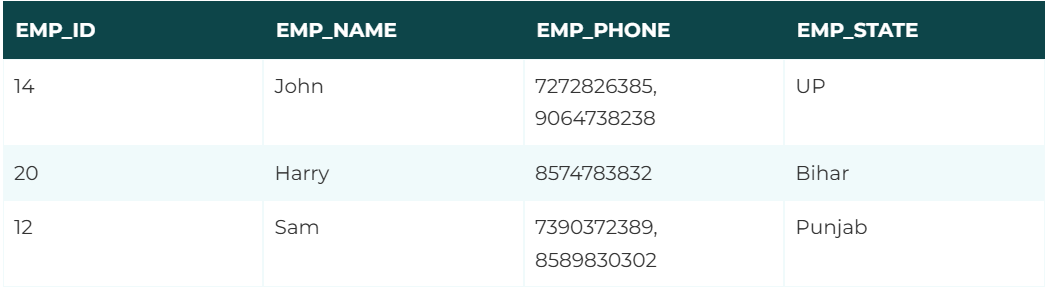 EMP_ID EMP_NAME EMP_PHONE EMP_STATE
14 John 7272826385, UP
9064738238
20 Harry 8574783832 Bihar
12 Sam 7390372389, Punjab
8589830302